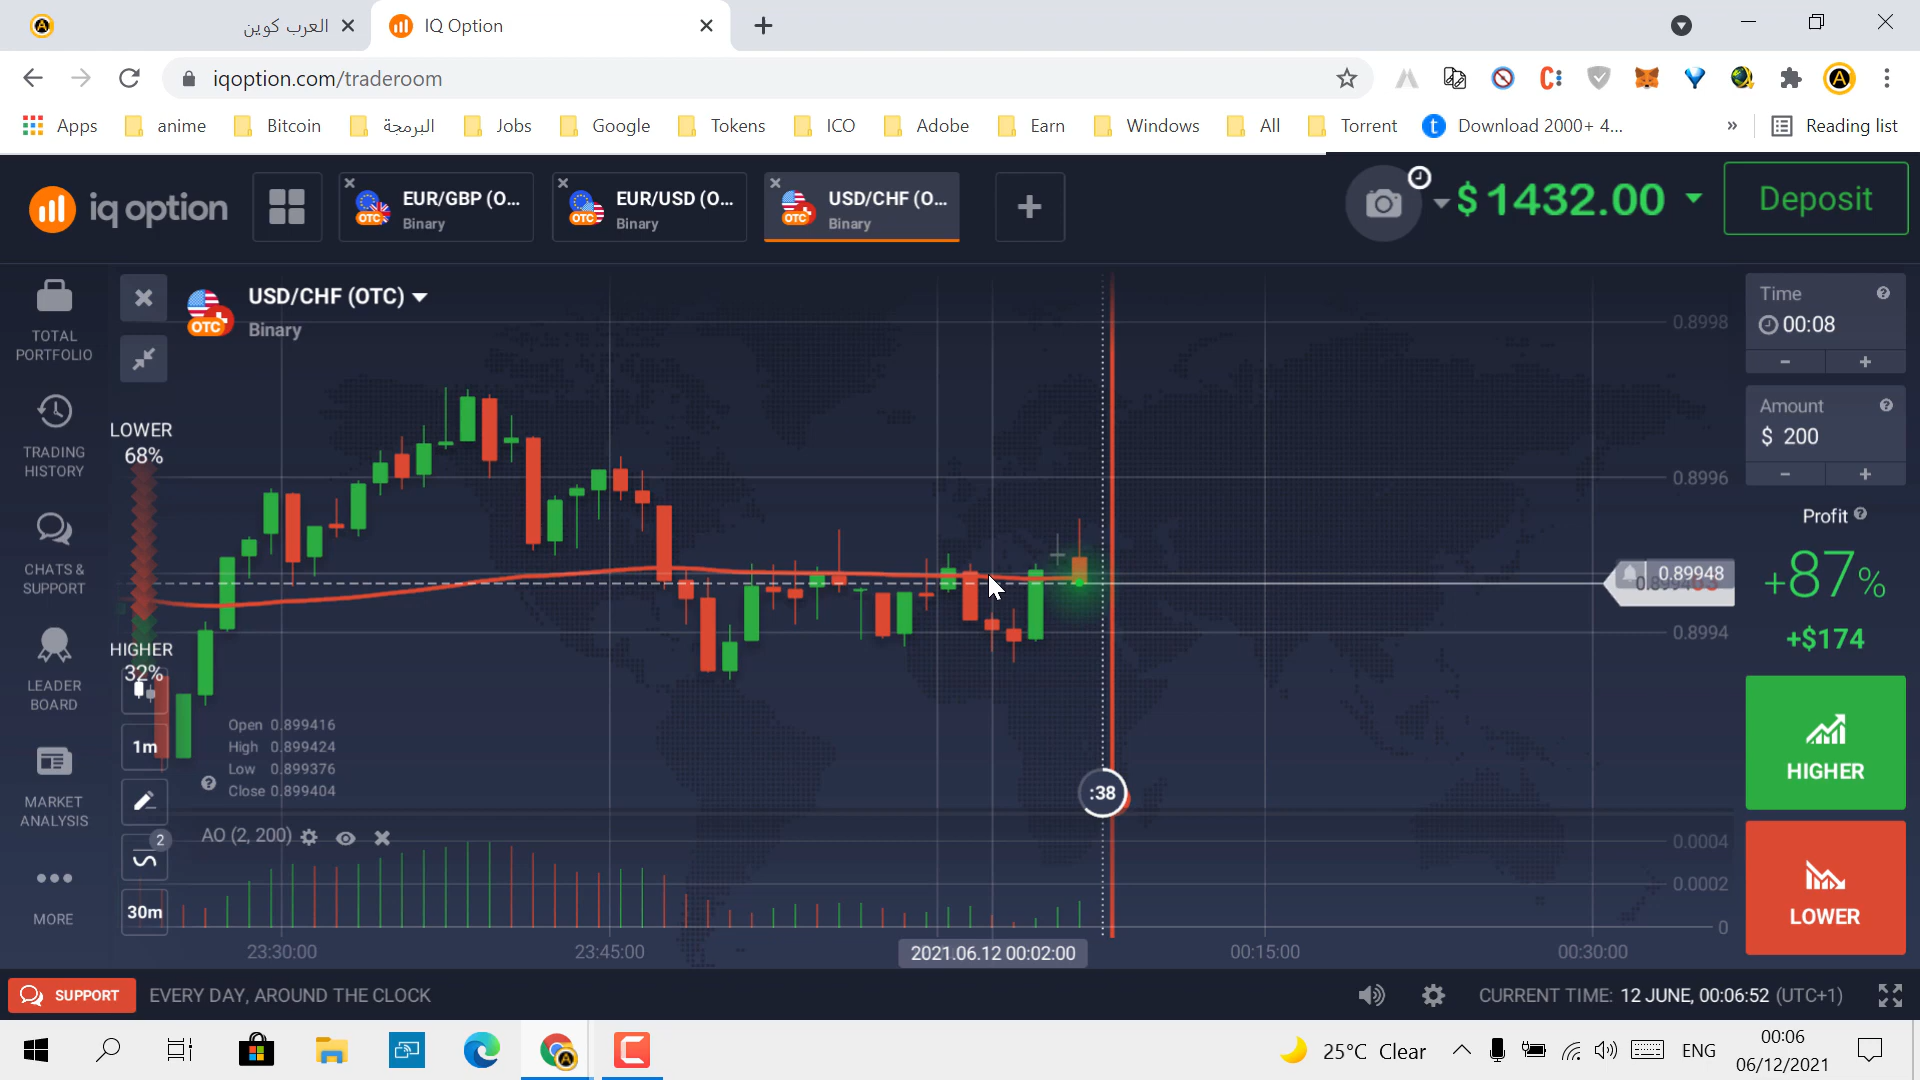 العرب كوين
IQ Option
iqoption.com/traderoom
Apps
anime
Bitcoin
البرمجة
Jobs
Google
Tokens
ICO
Adobe
Earn
Windows
All
Torrent
Download 2000+ 4...
»
Reading list
iq option
EUR/GBP (O...
Binary
EUR/USD (O...
Binary
USD/CHF (O...
Binary
$ 1432.00
Deposit
TOTAL
PORTFOLIO
TRADING
HISTORY
CHATS &
SUPPORT
LEADER
BOARD
MARKET
ANALYSIS
MORE
OTC
USD/CHF (OTC)
Binary
LOWER
68%
HIGHER
32%
1m
2
30m
Open 0.899416
High 0.899424
Low 0.899376
Close 0.899404
AO (2, 200)
:38
0.8998
0.8996
0.89948
0.8994
0.0004
0.0002
0
23:30:00
23:45:00
2021.06.12 00:02:00
00:15:00
00:30:00
Time
00:08
- +
Amount
$ 200
- +
Profit
+87%
+$174
HIGHER
LOWER
SUPPORT
EVERY DAY, AROUND THE CLOCK
CURRENT TIME: 12 JUNE, 00:06:52 (UTC+1)
25°C Clear
ENG
00:06
06/12/2021